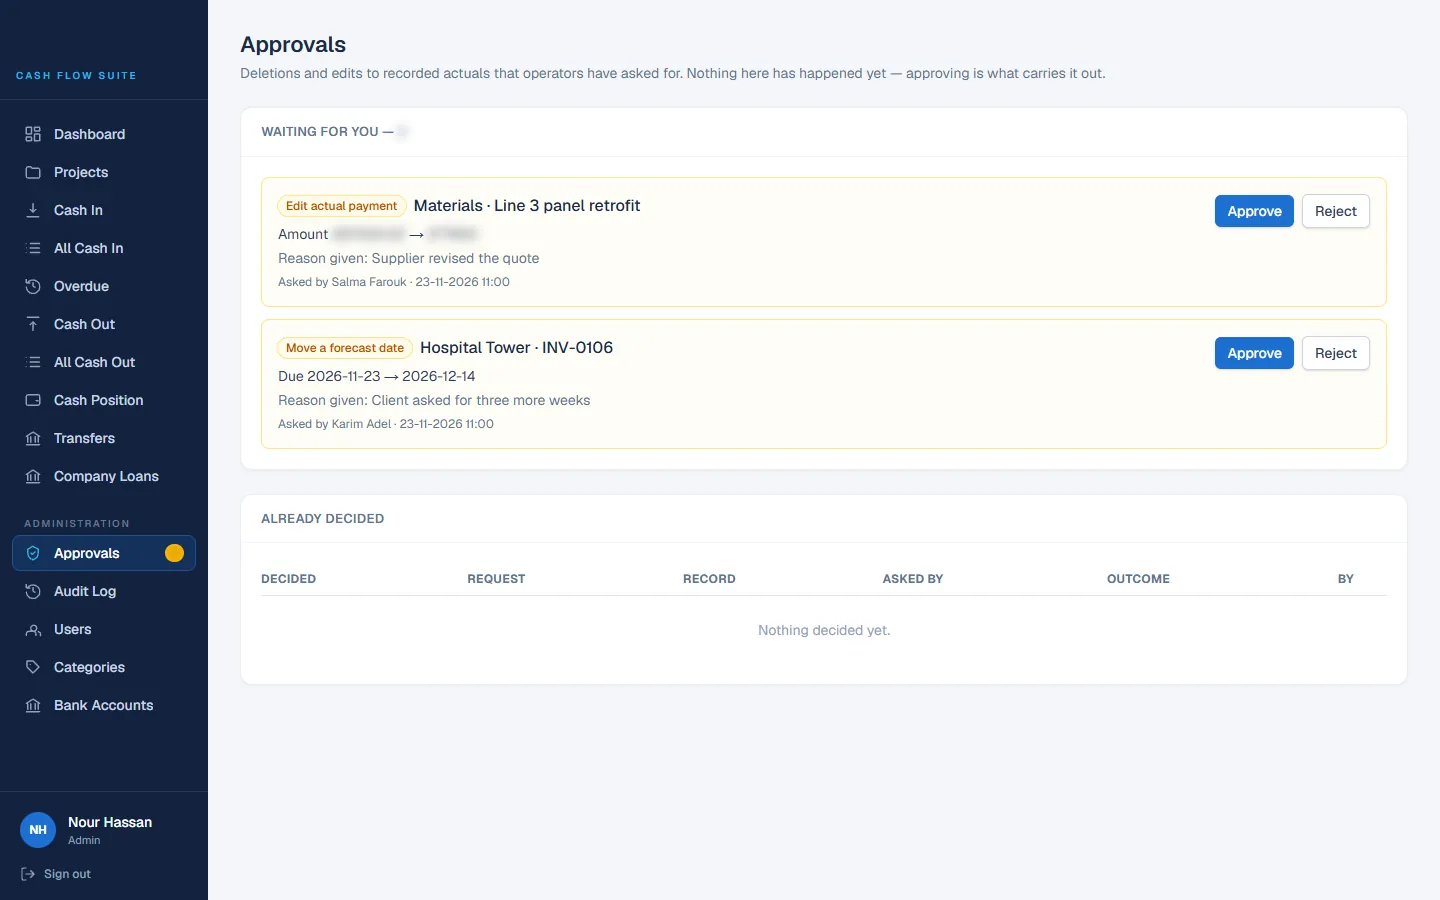 CASH FLOW SUITE
Dashboard
Projects
Cash In
All Cash In
Overdue
Cash Out
All Cash Out
Cash Position
Transfers
Company Loans
ADMINISTRATION
Approvals
Audit Log
Users
Categories
Bank Accounts
NH
Nour Hassan
Admin
Sign out
Approvals
Deletions and edits to recorded actuals that operators have asked for. Nothing here has happened yet — approving is what carries it out.
WAITING FOR YOU —
Edit actual payment Materials · Line 3 panel retrofit
Approve Reject
Amount →
Reason given: Supplier revised the quote
Asked by Salma Farouk · 23-11-2026 11:00
Move a forecast date Hospital Tower · INV-0106
Approve Reject
Due 2026-11-23 → 2026-12-14
Reason given: Client asked for three more weeks
Asked by Karim Adel · 23-11-2026 11:00
ALREADY DECIDED
DECIDED REQUEST RECORD ASKED BY OUTCOME BY
Nothing decided yet.